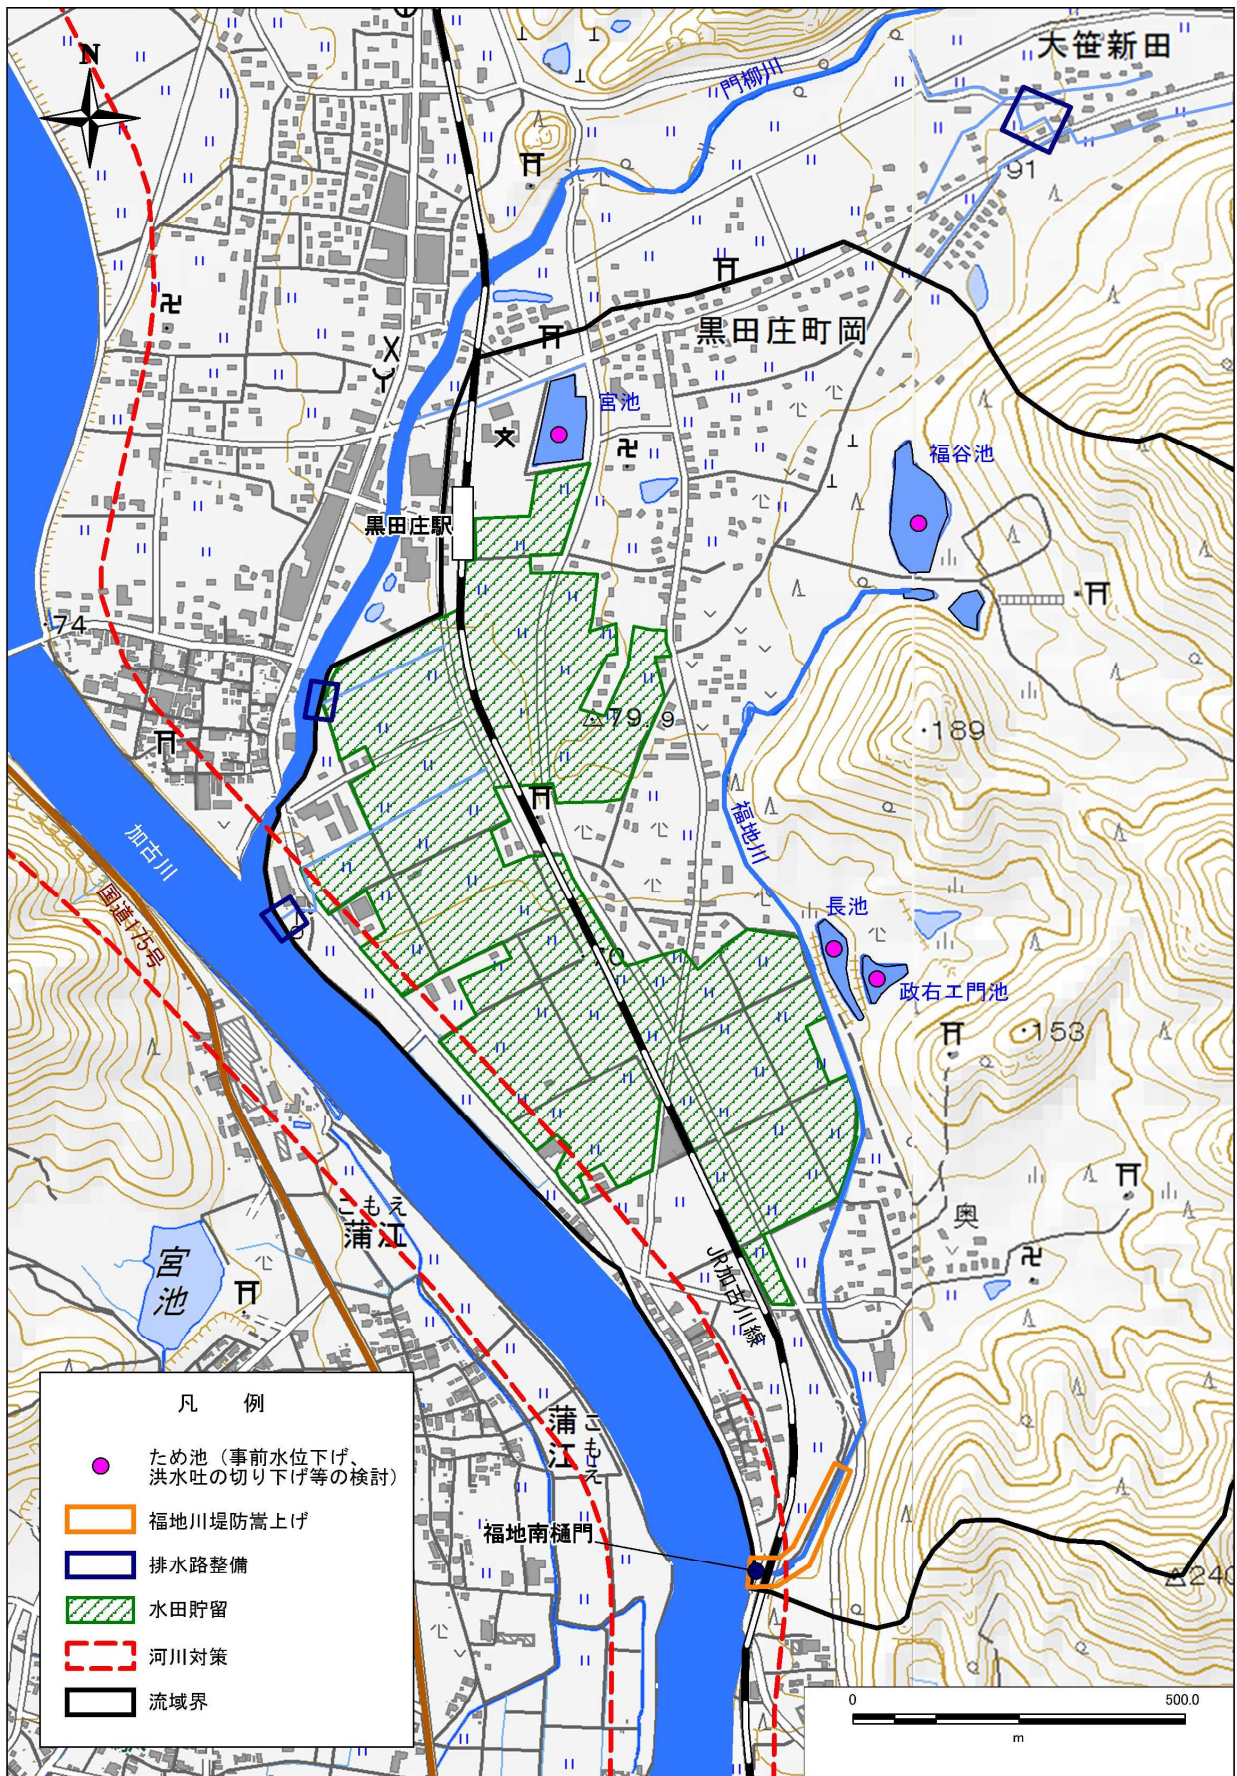 N
大笹新田
門柳川
91
黒田庄町岡
宮池
福谷池
黒田庄駅
74
79.9
189
加古川
国道175号
福地川
長池
政右エ門池
153
70
こもえ
蒲江
奥
宮池
JR加古川線
蒲江
こもえ
福地南樋門
240
凡 例
ため池（事前水位下げ、
洪水吐の切り下げ等の検討）
福地川堤防嵩上げ
排水路整備
水田貯留
河川対策
流域界
0
500.0
m